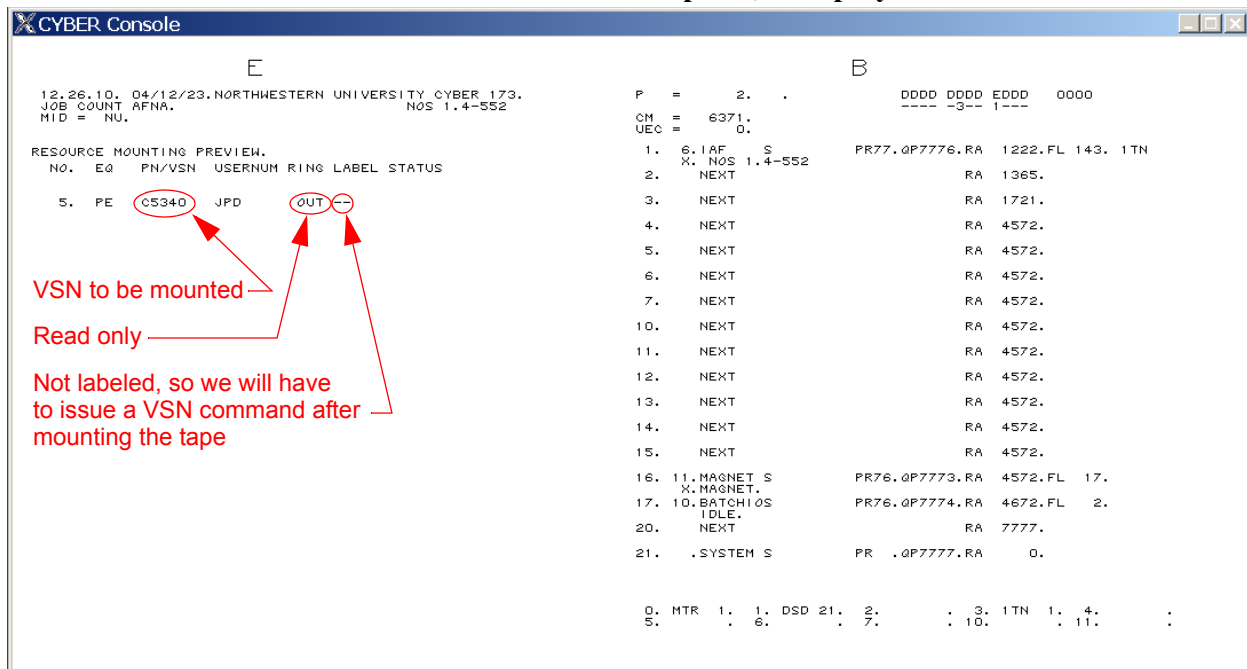 CYBER Console
E
12.26.10. 04/12/23.NORTHWESTERN UNIVERSITY CYBER 173.
JOB COUNT AFNA. NOS 1.4-552
MID = NU.
RESOURCE MOUNTING PREVIEW.
NO. EQ PN/VSN USERNUM RING LABEL STATUS
5. PE C5340 JPD OUT --
VSN to be mounted
Read only
Not labeled, so we will have
to issue a VSN command after
mounting the tape
B
P = 2. . DDDD DDDD EDDD 0000
---- -3-- 1---
CM = 6371.
UEC = 0.
1. 6.IAF S PR77.QP7776.RA 1222.FL 143. 1TN
X. NOS 1.4-552
2. NEXT RA 1365.
3. NEXT RA 1721.
4. NEXT RA 4572.
5. NEXT RA 4572.
6. NEXT RA 4572.
7. NEXT RA 4572.
10. NEXT RA 4572.
11. NEXT RA 4572.
12. NEXT RA 4572.
13. NEXT RA 4572.
14. NEXT RA 4572.
15. NEXT RA 4572.
16. 11.MAGNET S PR76.QP7773.RA 4572.FL 17.
X.MAGNET.
17. 10.BATCHIOS PR76.QP7774.RA 4672.FL 2.
IDLE.
20. NEXT RA 7777.
21. .SYSTEM S PR .QP7777.RA 0.
0. MTR 1. 1. DSD 21. 2. . 3. 1TN 1. 4. .
5. . 6. . 7. . 10. . 11. .